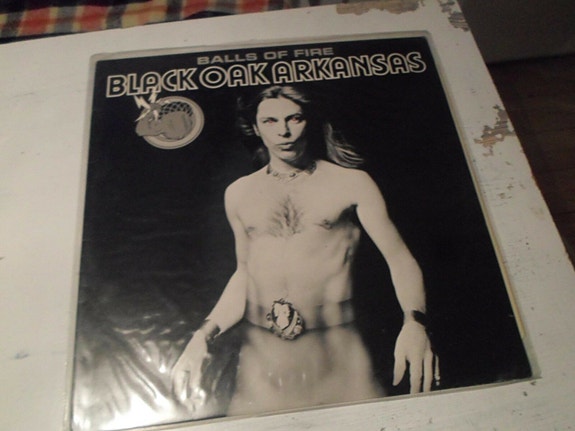 BALLS OF FIRE
BLACK OAK ARKANSAS